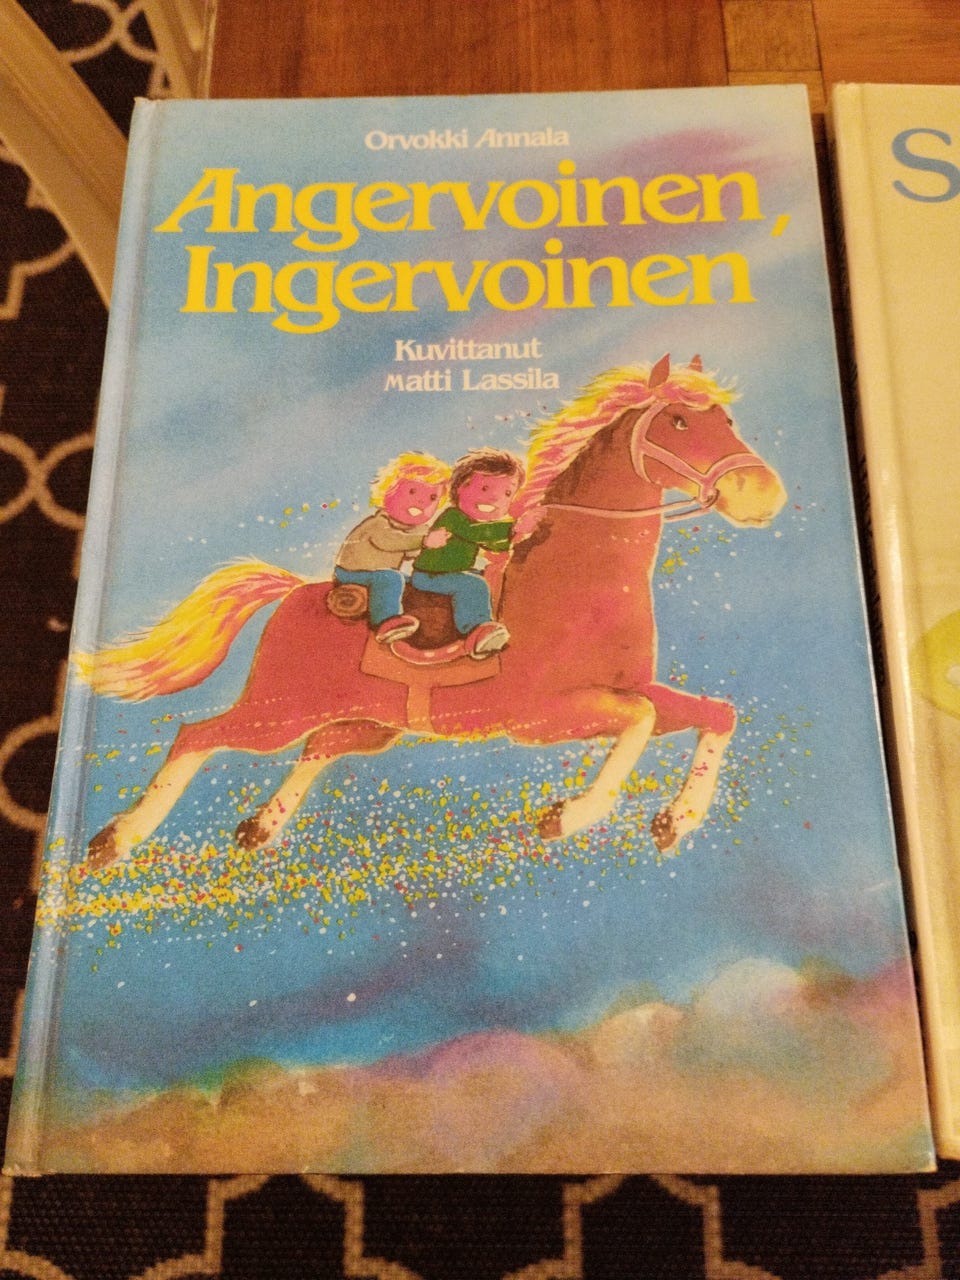 Orvokki Annala
Angervoinen,
Ingervoinen
Kuvittanut
Matti Lassila
S